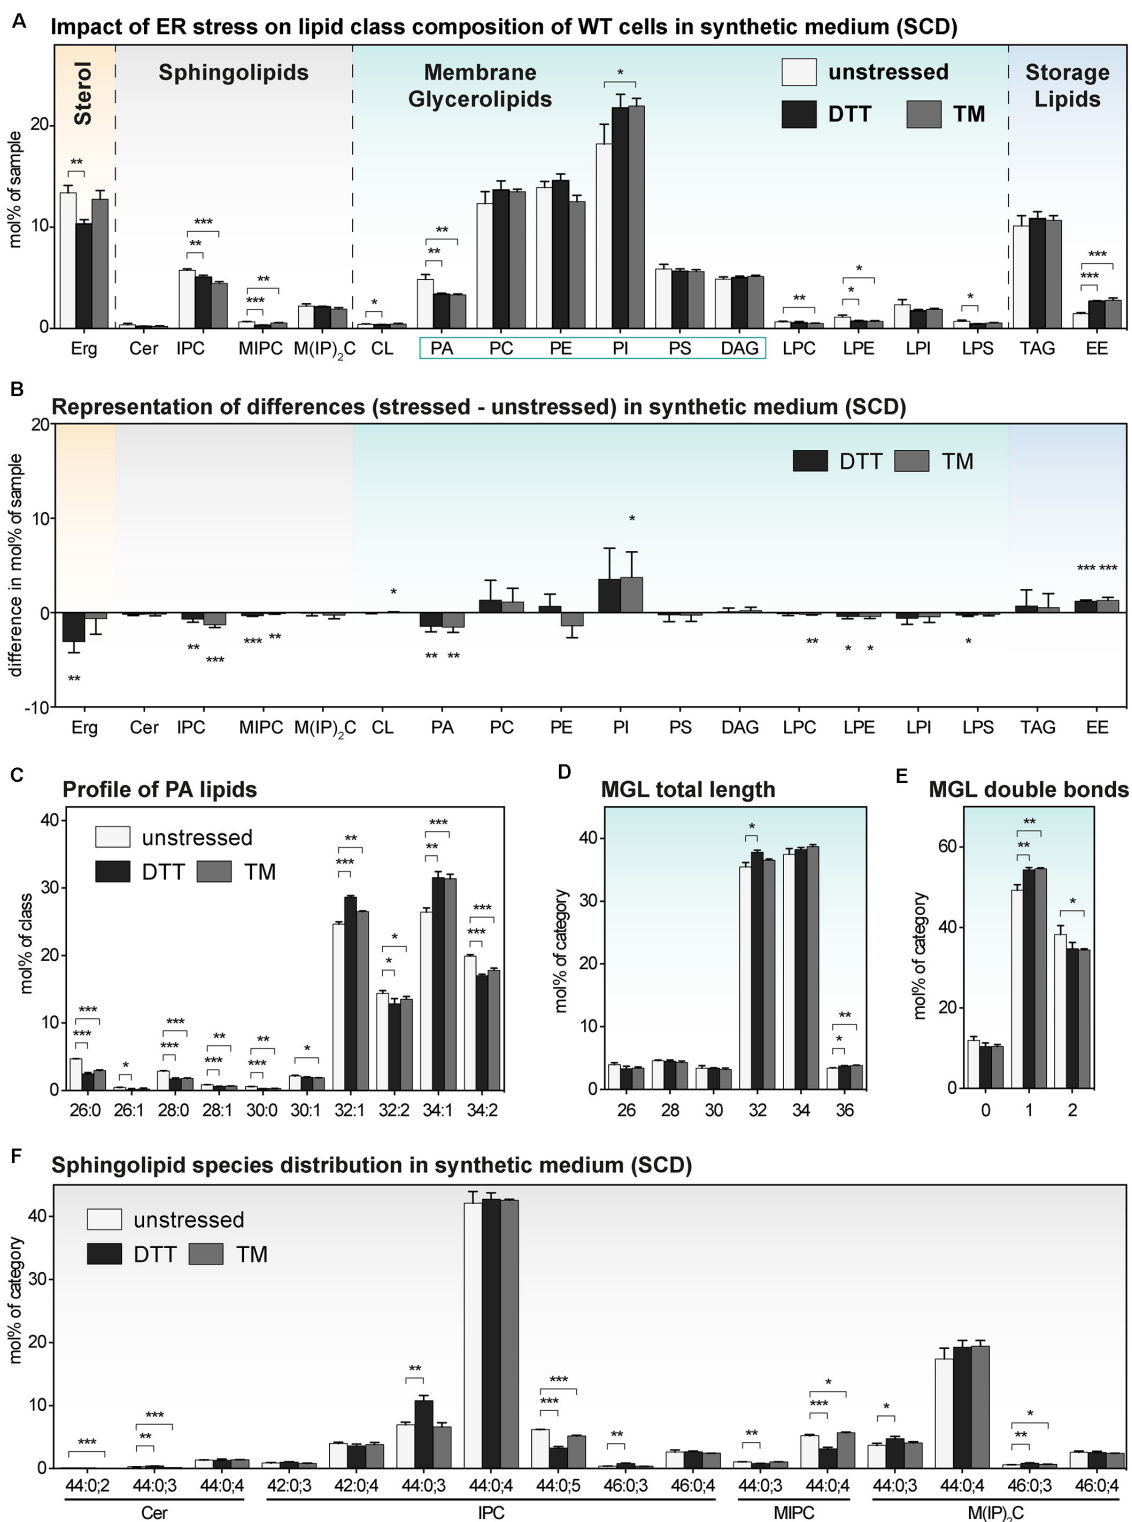 A Impact of ER stress on lipid class composition of WT cells in synthetic medium (SCD)
Sterol
Sphingolipids
Membrane
Glycerolipids
unstressed
DTT TM
Storage
Lipids
mol% of sample
20
10
0
** ** *** *** ** * ** ** * ** * * * *** ***
Erg Cer IPC MIPC M(IP)2C CL PA PC PE PI PS DAG LPC LPE LPI LPS TAG EE
B Representation of differences (stressed - unstressed) in synthetic medium (SCD)
difference in mol% of sample
20
10
0
-10
DTT TM
** ** *** *** ** * ** ** * ** * * * *** ***
Erg Cer IPC MIPC M(IP)2C CL PA PC PE PI PS DAG LPC LPE LPI LPS TAG EE
C Profile of PA lipids
unstressed
DTT TM
mol% of class
40
30
20
10
0
*** *** * *** *** *** ** *** ** * *** ** * * ** *** *** ***
26:0 26:1 28:0 28:1 30:0 30:1 32:1 32:2 34:1 34:2
D MGL total length
mol% of category
40
30
20
10
0
* * **
26 28 30 32 34 36
E MGL double bonds
mol% of category
60
40
20
0
** ** *
0 1 2
F Sphingolipid species distribution in synthetic medium (SCD)
unstressed
DTT TM
mol% of category
40
30
20
10
0
*** ** *** ** *** *** ** ** *** * * ** *
44:0;2 44:0;3 44:0;4 42:0;3 42:0;4 44:0;3 44:0;4 44:0;5 46:0;3 46:0;4 44:0;3 44:0;4 44:0;3 44:0;4 46:0;3 46:0;4
Cer IPC MIPC M(IP)2C